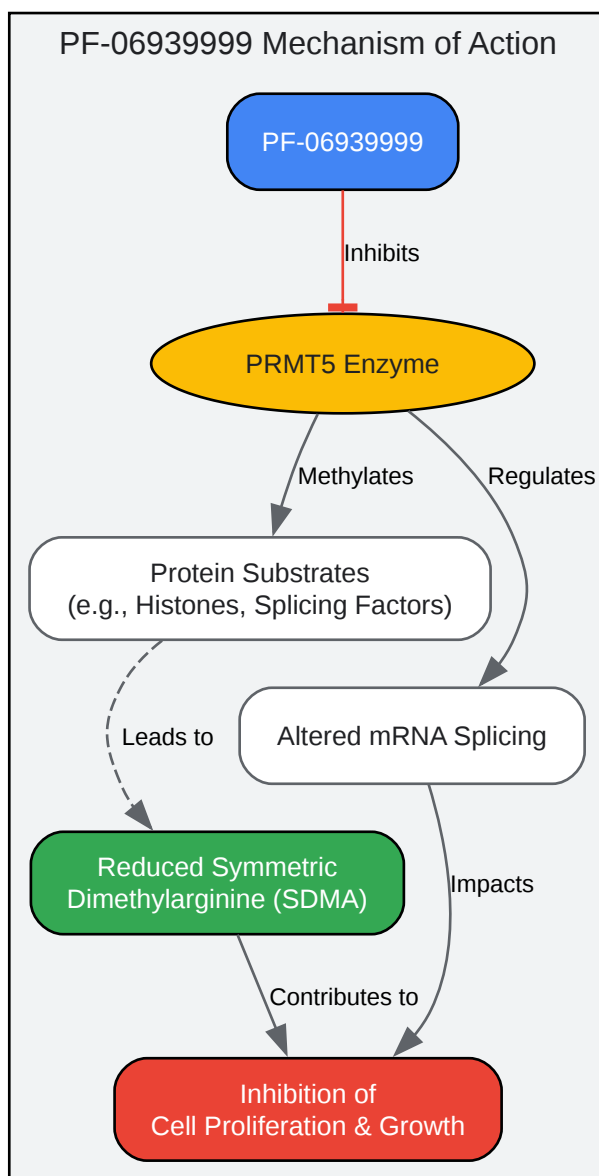 PF-06939999 Mechanism of Action
PF-06939999
Inhibits
PRMT5 Enzyme
Methylates
Regulates
Protein Substrates
(e.g., Histones, Splicing Factors)
Leads to
Altered mRNA Splicing
Reduced Symmetric
Dimethylarginine (SDMA)
Impacts
Contributes to
Inhibition of
Cell Proliferation & Growth